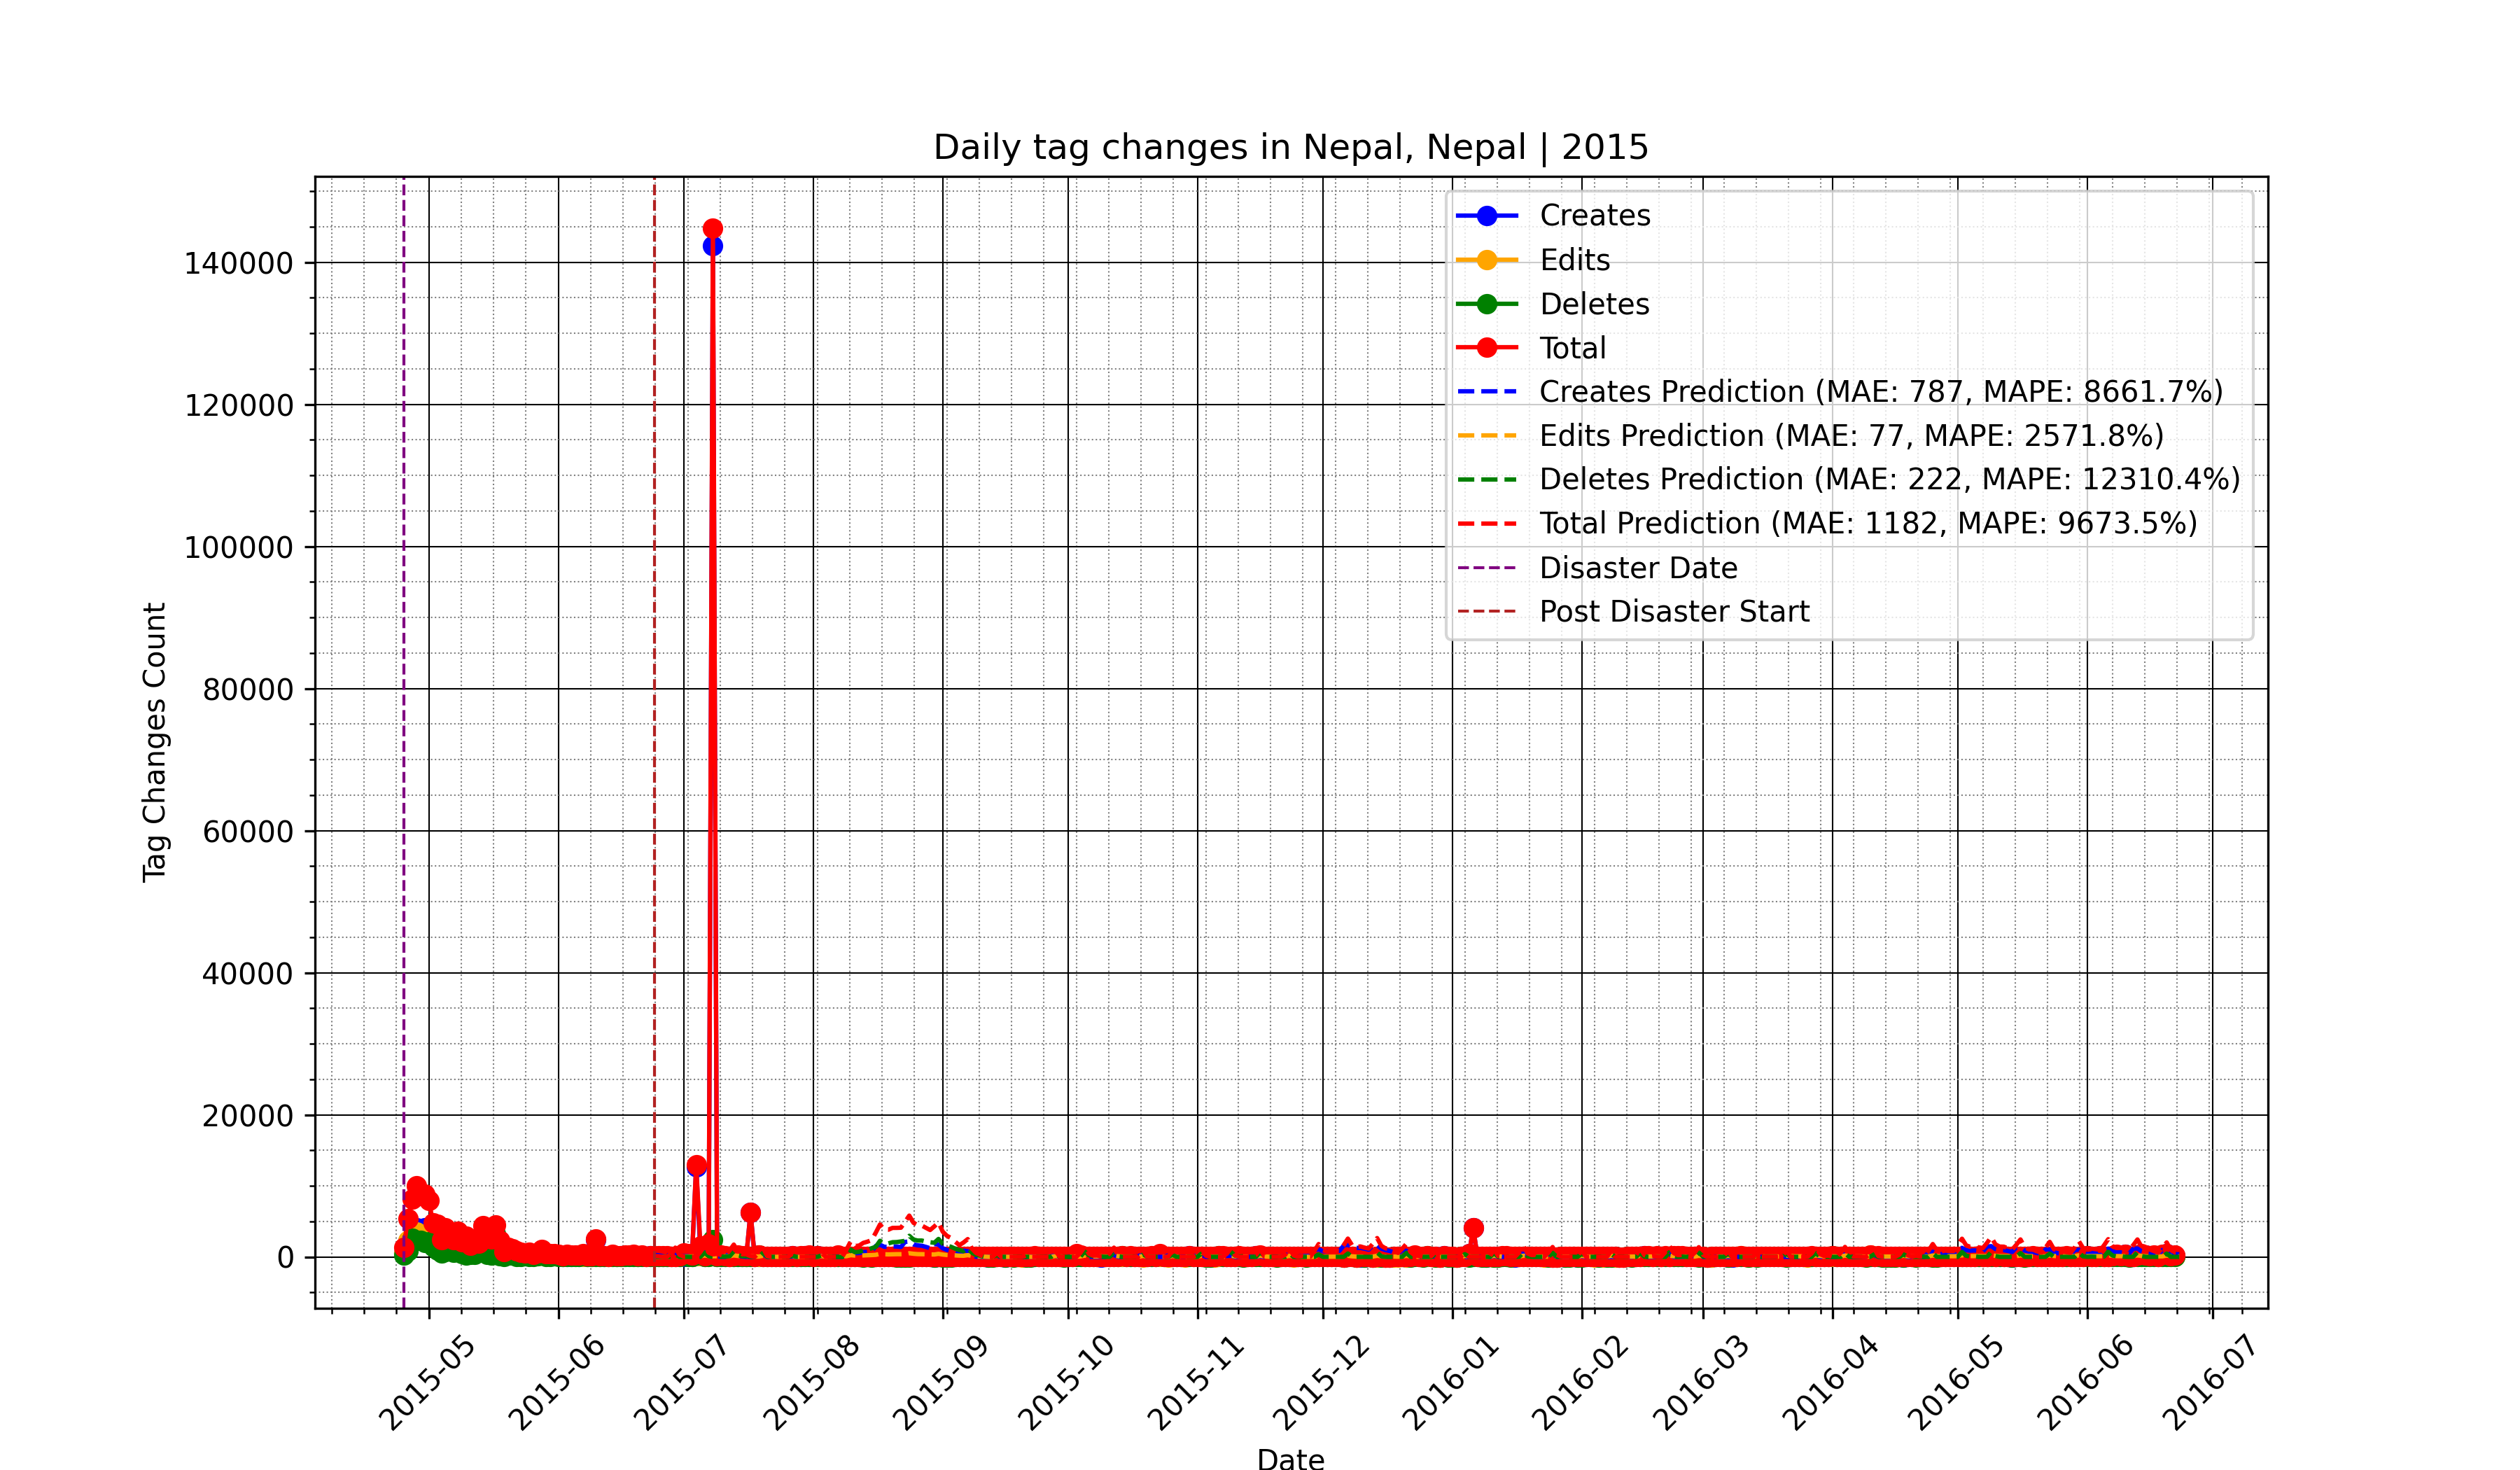 Daily tag changes in Nepal, Nepal | 2015
Creates
Edits
Deletes
Total
Creates Prediction (MAE: 787, MAPE: 8661.7%)
Edits Prediction (MAE: 77, MAPE: 2571.8%)
Deletes Prediction (MAE: 222, MAPE: 12310.4%)
Total Prediction (MAE: 1182, MAPE: 9673.5%)
Disaster Date
Post Disaster Start
Tag Changes Count
140000
120000
100000
80000
60000
40000
20000
0
2015-05
2015-06
2015-07
2015-08
2015-09
2015-10
2015-11
2015-12
2016-01
2016-02
2016-03
2016-04
2016-05
2016-06
2016-07
Date